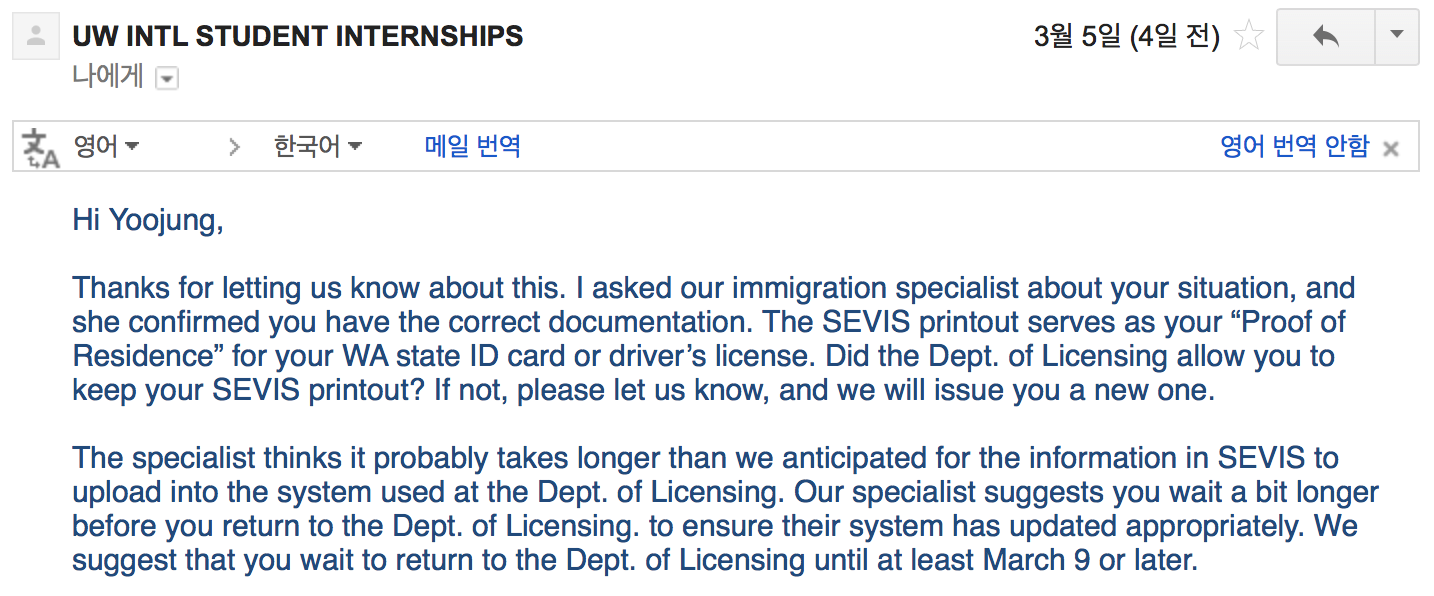 UW INTL STUDENT INTERNSHIPS
3월 5일 (4일 전)
나에게
영어
한국어
메일 번역
영어 번역 안함
Hi Yoojung,
Thanks for letting us know about this. I asked our immigration specialist about your situation, and
she confirmed you have the correct documentation. The SEVIS printout serves as your “Proof of
Residence” for your WA state ID card or driver’s license. Did the Dept. of Licensing allow you to
keep your SEVIS printout? If not, please let us know, and we will issue you a new one.
The specialist thinks it probably takes longer than we anticipated for the information in SEVIS to
upload into the system used at the Dept. of Licensing. Our specialist suggests you wait a bit longer
before you return to the Dept. of Licensing. to ensure their system has updated appropriately. We
suggest that you wait to return to the Dept. of Licensing until at least March 9 or later.